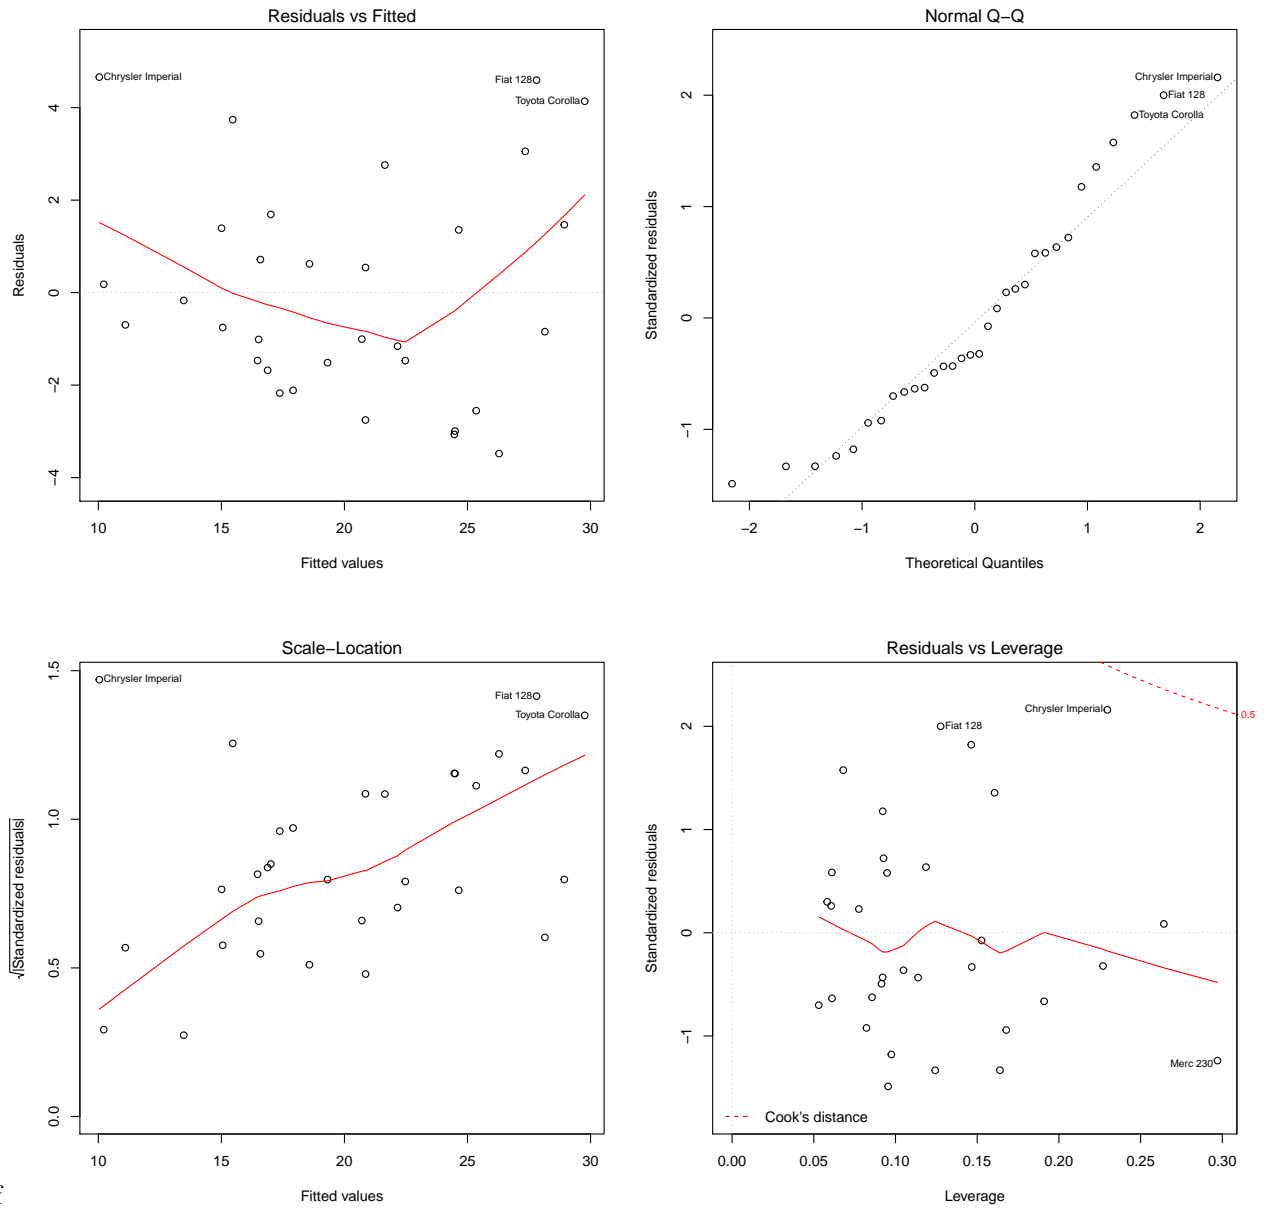 Residuals vs Fitted
Chrysler Imperial
Fiat 128
Toyota Corolla
Residuals
4
2
0
−2
−4
10 15 20 25 30
Fitted values
Normal Q−Q
Chrysler Imperial
Fiat 128
Toyota Corolla
Standardized residuals
2
1
0
−1
−2 −1 0 1 2
Theoretical Quantiles
Scale−Location
Chrysler Imperial
Fiat 128
Toyota Corolla
√|Standardized residuals|
1.5
1.0
0.5
0.0
10 15 20 25 30
Fitted values
Residuals vs Leverage
Chrysler Imperial
Fiat 128
0.5
Merc 230
Cook's distance
Standardized residuals
2
1
0
−1
0.00 0.05 0.10 0.15 0.20 0.25 0.30
Leverage